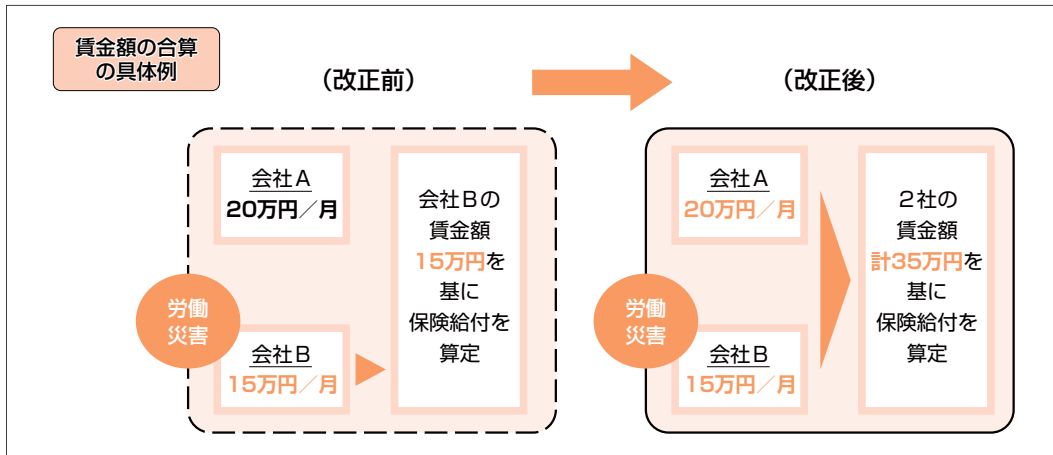 賃金額の合算
の具体例
（改正前）
（改正後）
会社A
20万円／月
労働
災害
会社B
15万円／月
会社Bの
賃金額
15万円を
基に
保険給付を
算定
会社A
20万円／月
労働
災害
会社B
15万円／月
２社の
賃金額
計35万円を
基に
保険給付を
算定